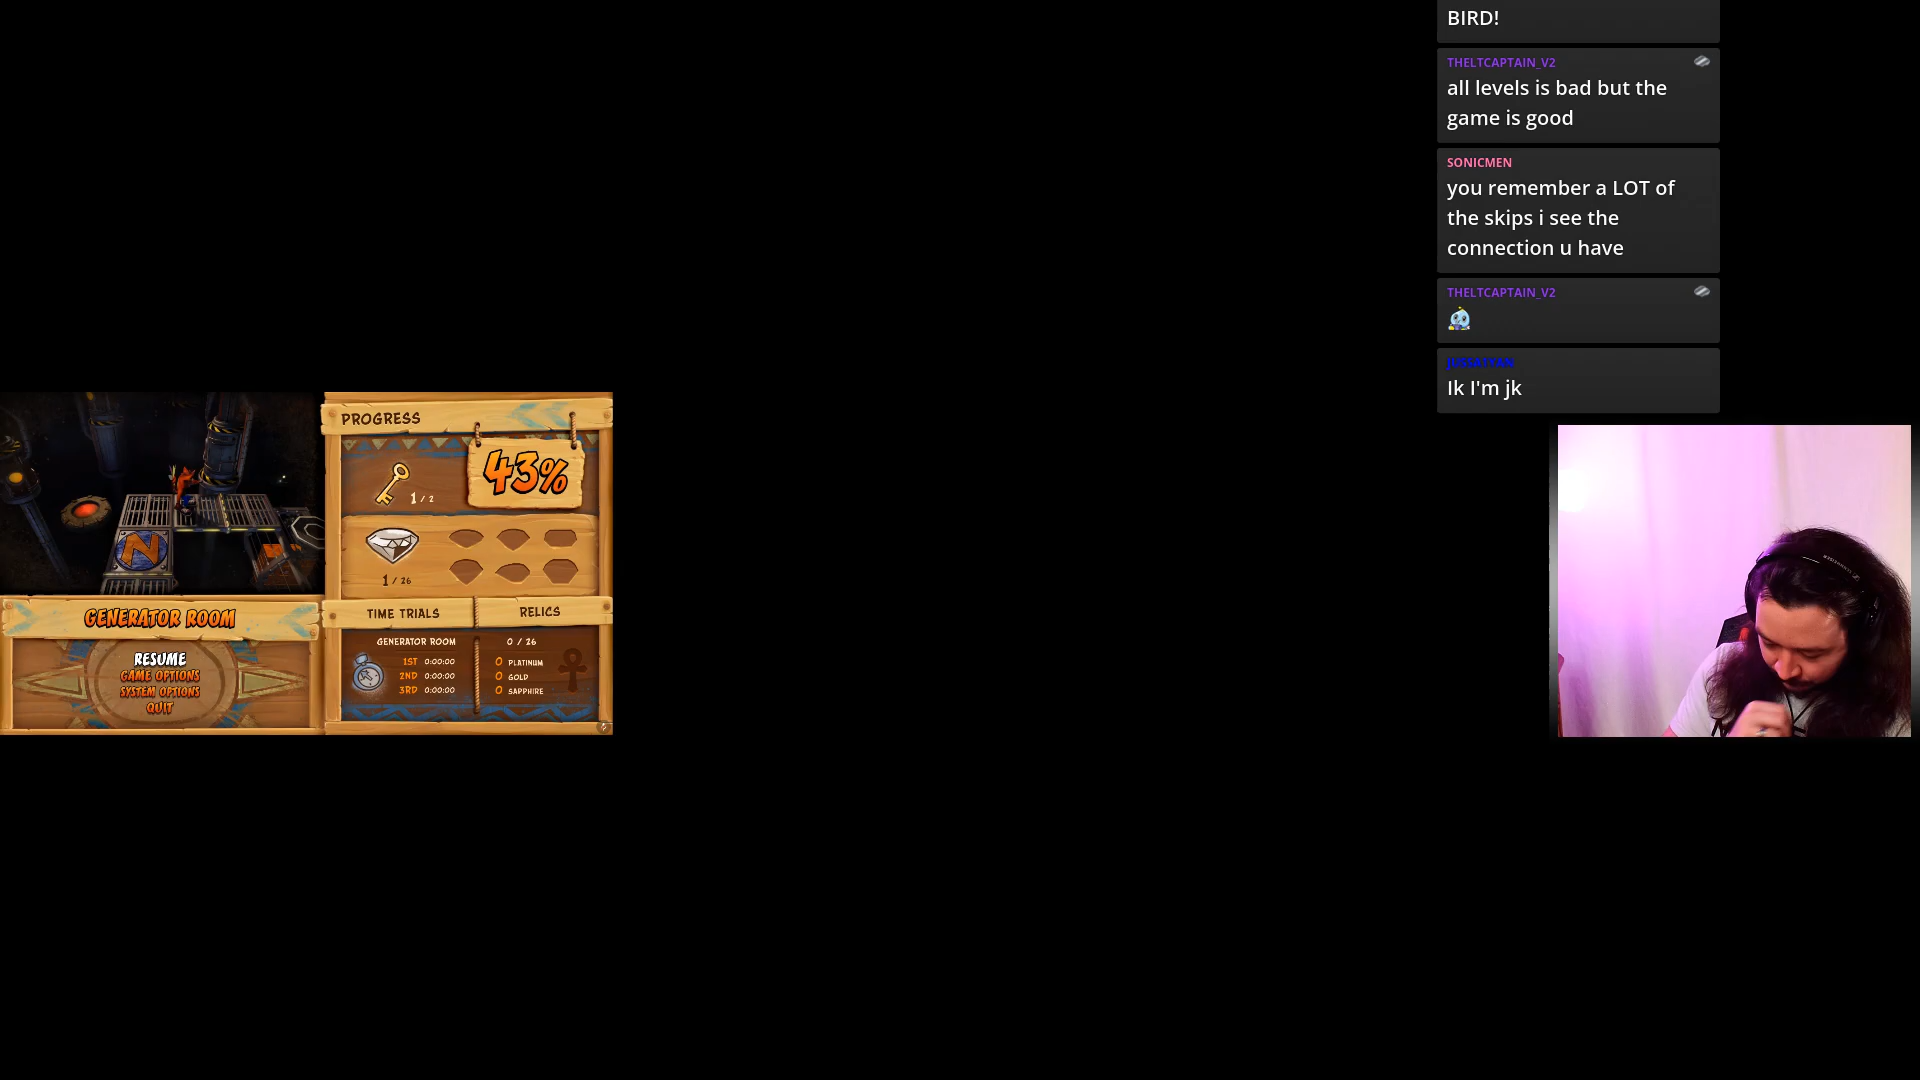 BIRD!
THELTCAPTAIN_V2
all levels is bad but the
game is good
SONICMEN
you remember a LOT of
the skips i see the
connection u have
THELTCAPTAIN_V2
Ik I'm jk
PROGRESS
43%
1 / 2
1 / 26
N
GENERATOR ROOM
RESUME
GAME OPTIONS
SYSTEM OPTIONS
QUIT
TIME TRIALS
RELICS
GENERATOR ROOM
0 / 26
1ST 0:00:00
0 PLATINUM
2ND 0:00:00
0 GOLD
3RD 0:00:00
0 SAPPHIRE